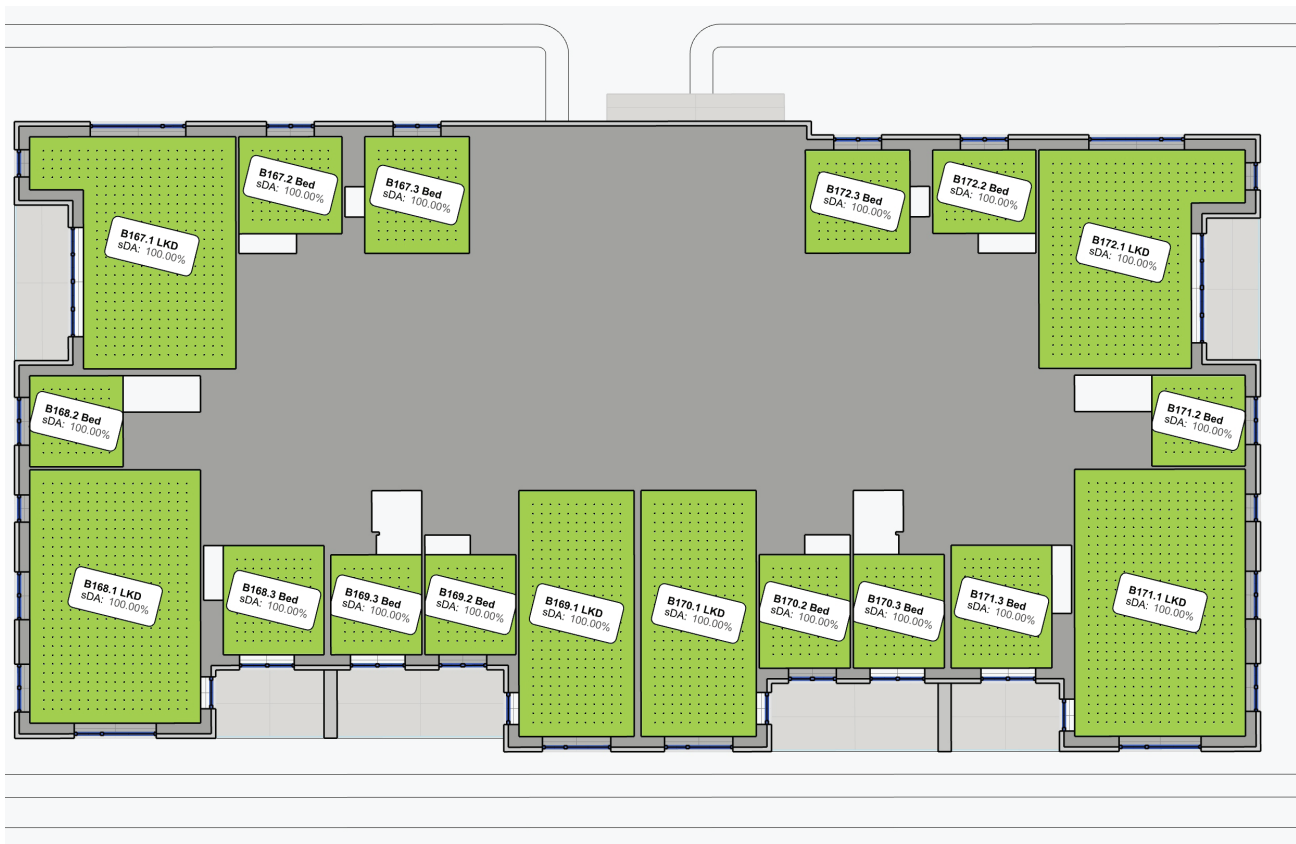 B167.2 Bed
sDA: 100.00%
B167.3 Bed
sDA: 100.00%
B172.3 Bed
sDA: 100.00%
B172.2 Bed
sDA: 100.00%
B167.1 LKD
sDA: 100.00%
B172.1 LKD
sDA: 100.00%
B168.2 Bed
sDA: 100.00%
B171.2 Bed
sDA: 100.00%
B168.1 LKD
sDA: 100.00%
B168.3 Bed
sDA: 100.00%
B169.3 Bed
sDA: 100.00%
B169.2 Bed
sDA: 100.00%
B169.1 LKD
sDA: 100.00%
B170.1 LKD
sDA: 100.00%
B170.2 Bed
sDA: 100.00%
B170.3 Bed
sDA: 100.00%
B171.3 Bed
sDA: 100.00%
B171.1 LKD
sDA: 100.00%